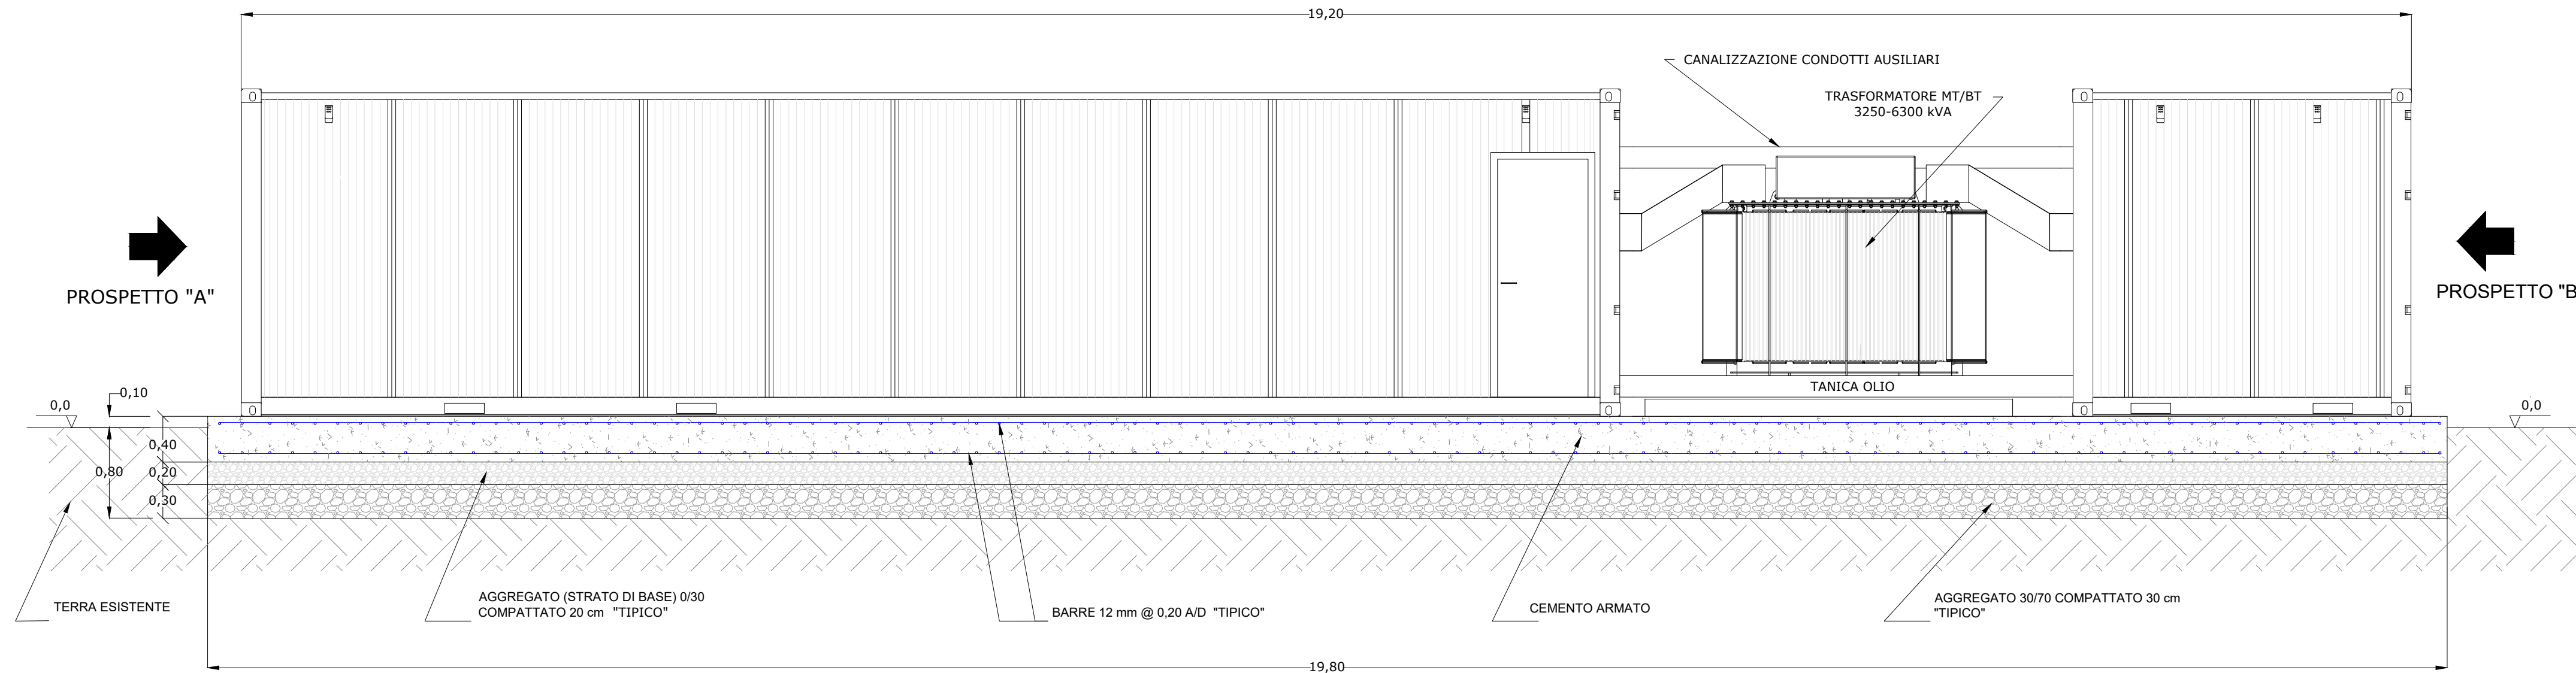 19,20
CANALIZZAZIONE CONDOTTI AUSILIARI
TRASFORMATORE MT/BT
3250-6300 kVA
PROSPETTO "A"
PROSPETTO "B
TANICA OLIO
0,10
0,0
0,0
0,40
0,80
0,20
0,30
TERRA ESISTENTE
AGGREGATO (STRATO DI BASE) 0/30
COMPATTATO 20 cm "TIPICO"
BARRE 12 mm @ 0,20 A/D "TIPICO"
CEMENTO ARMATO
AGGREGATO 30/70 COMPATTATO 30 cm
"TIPICO"
19,80